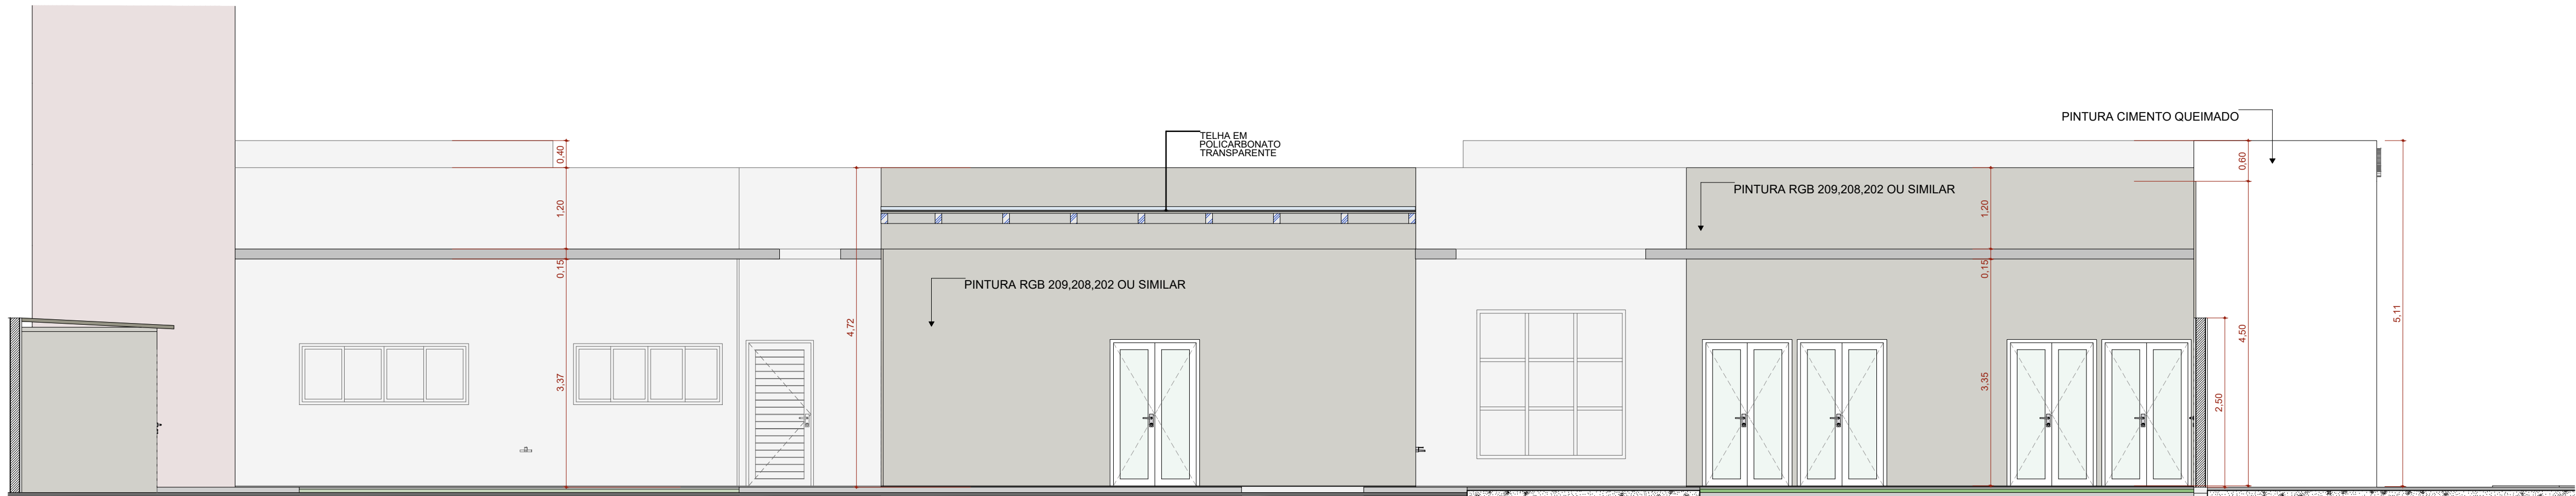 PINTURA CIMENTO QUEIMADO
TELHA EM
POLICARBONATO
TRANSPARENTE
0,40
0,60
PINTURA RGB 209,208,202 OU SIMILAR
1,20
1,20
0,15
0,15
PINTURA RGB 209,208,202 OU SIMILAR
5,11
4,72
4,50
3,37
3,35
2,50